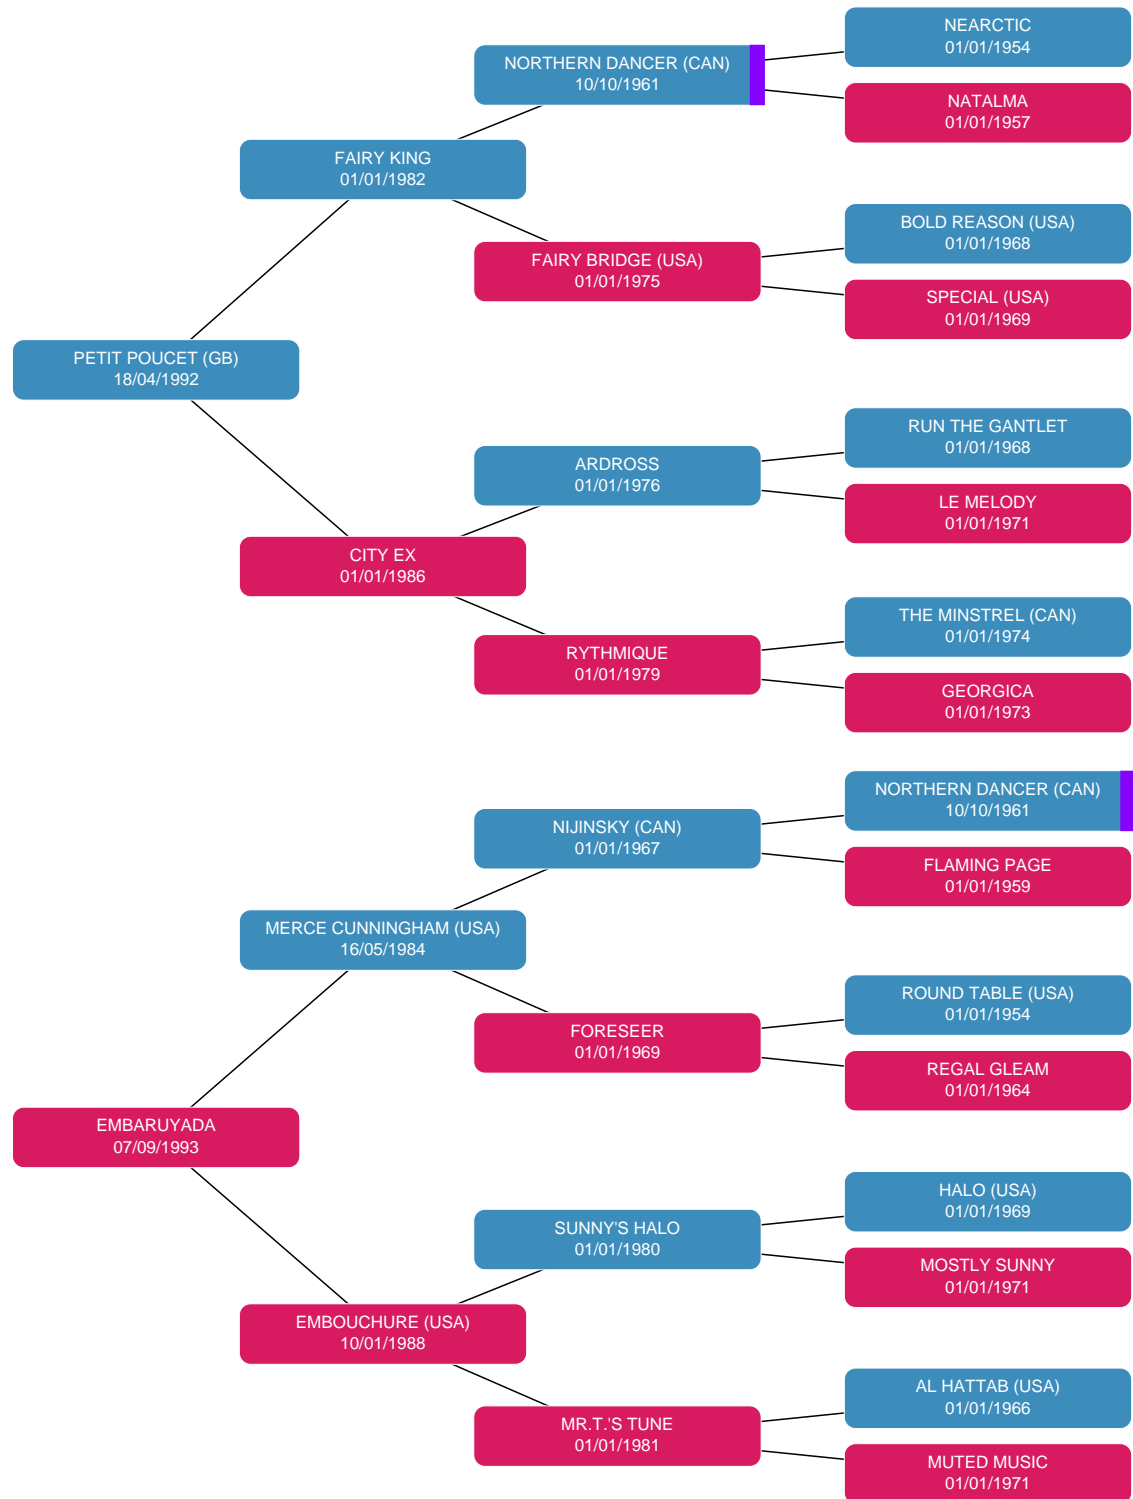 NEARCTIC
01/01/1954
NORTHERN DANCER (CAN)
10/10/1961
NATALMA
01/01/1957
FAIRY KING
01/01/1982
BOLD REASON (USA)
01/01/1968
FAIRY BRIDGE (USA)
01/01/1975
SPECIAL (USA)
01/01/1969
PETIT POUCET (GB)
18/04/1992
RUN THE GANTLET
01/01/1968
ARDROSS
01/01/1976
LE MELODY
01/01/1971
CITY EX
01/01/1986
THE MINSTREL (CAN)
01/01/1974
RYTHMIQUE
01/01/1979
GEORGICA
01/01/1973
NORTHERN DANCER (CAN)
10/10/1961
NIJINSKY (CAN)
01/01/1967
FLAMING PAGE
01/01/1959
MERCE CUNNINGHAM (USA)
16/05/1984
ROUND TABLE (USA)
01/01/1954
FORESEER
01/01/1969
REGAL GLEAM
01/01/1964
EMBARUYADA
07/09/1993
HALO (USA)
01/01/1969
SUNNY'S HALO
01/01/1980
MOSTLY SUNNY
01/01/1971
EMBOUCHURE (USA)
10/01/1988
AL HATTAB (USA)
01/01/1966
MR.T.'S TUNE
01/01/1981
MUTED MUSIC
01/01/1971